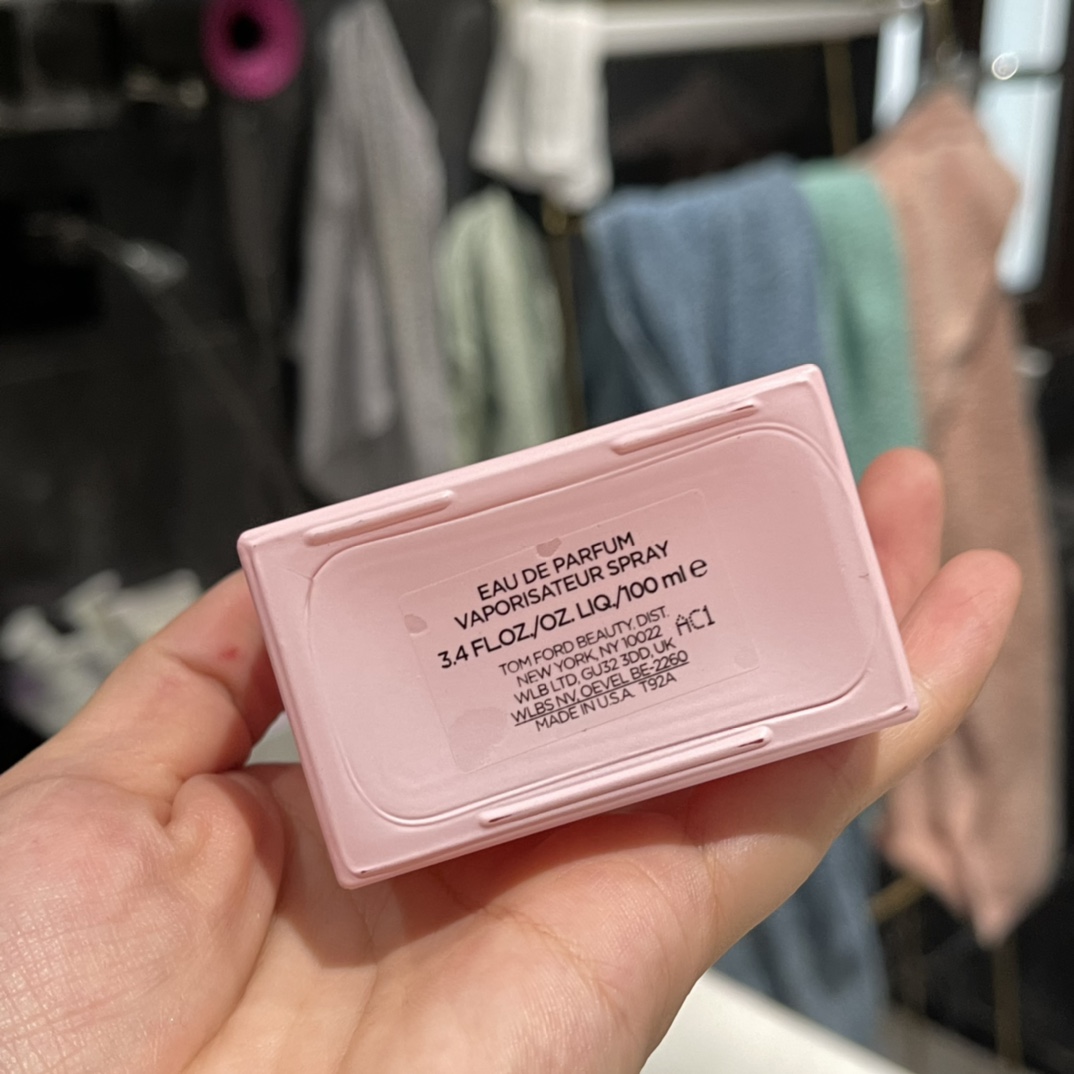 EAU DE PARFUM
VAPORISATEUR SPRAY
3.4 FL.OZ./OZ. LIQ./100 ml ℮
TOM FORD BEAUTY, DIST.
NEW YORK, NY 10022
AC1
WLB LTD, GU32 3DD, UK
WLBS NV, OEVEL BE-2260
MADE IN U.S.A. T92A